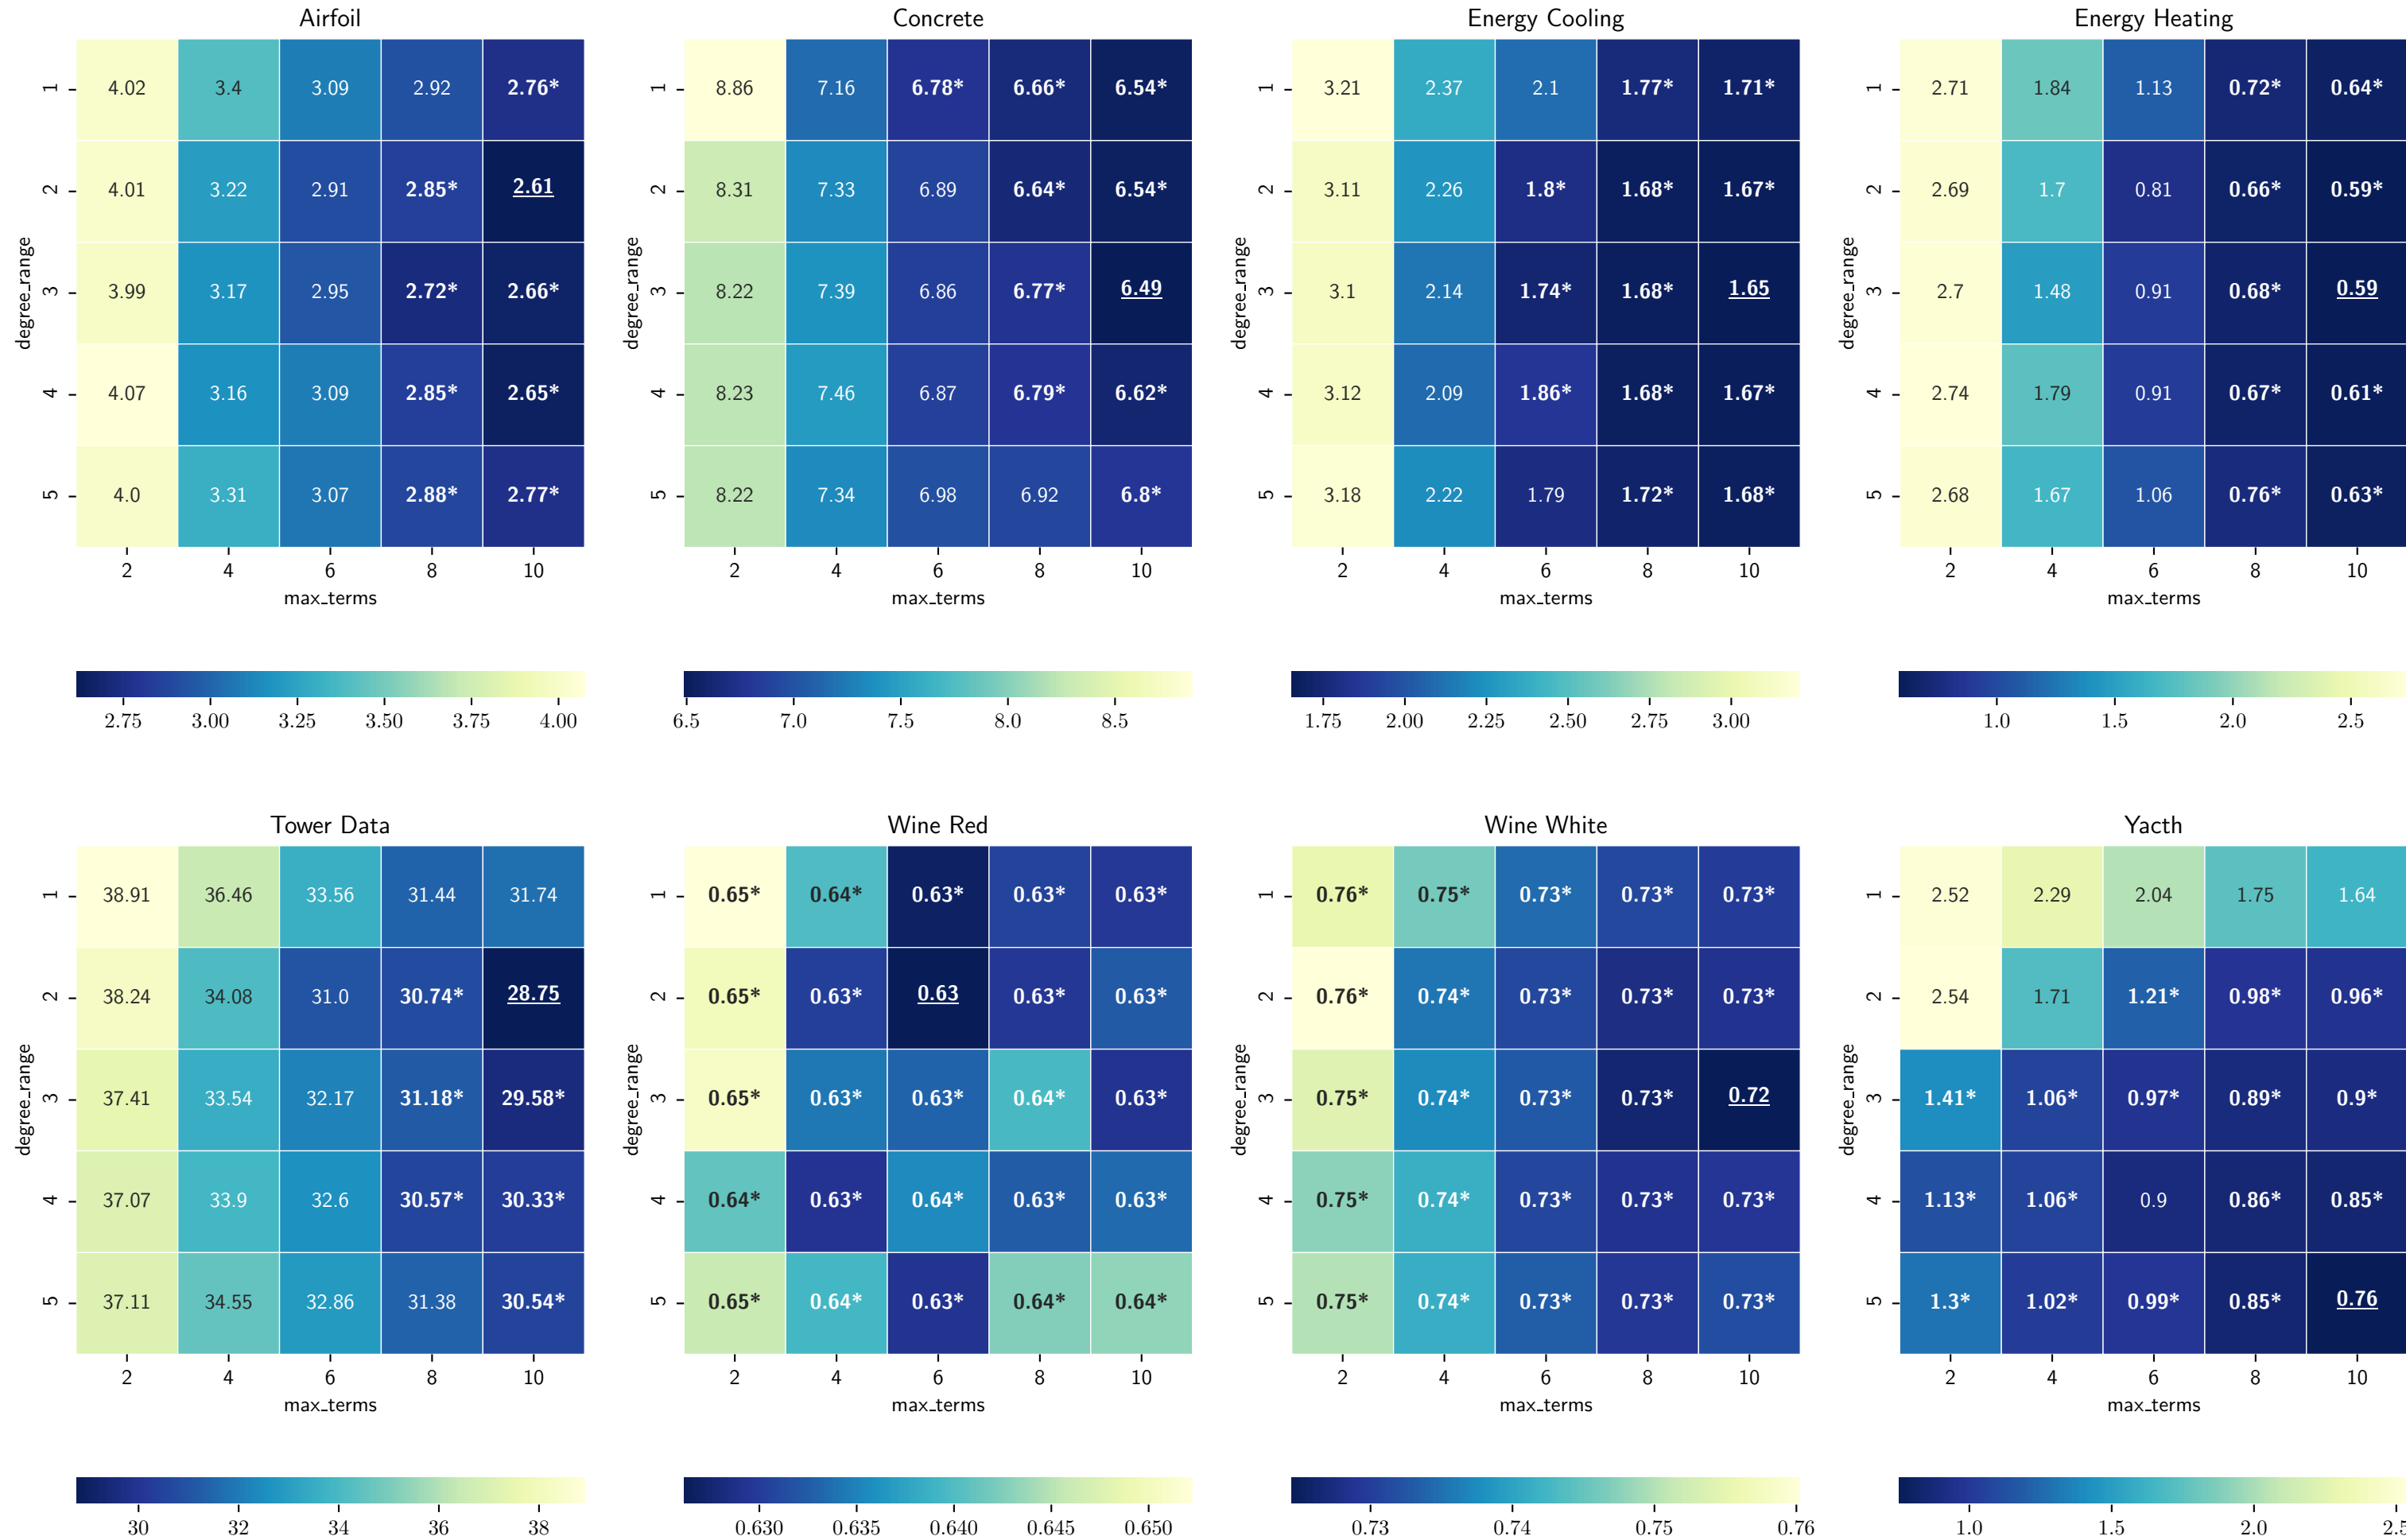 Airfoil Concrete Energy Cooling Energy Heating
1 4.02 3.4 3.09 2.92 2.76* 1 8.86 7.16 6.78* 6.66* 6.54* 1 3.21 2.37 2.1 1.77* 1.71* 1 2.71 1.84 1.13 0.72* 0.64*
2 4.01 3.22 2.91 2.85* 2.61 2 8.31 7.33 6.89 6.64* 6.54* 2 3.11 2.26 1.8* 1.68* 1.67* 2 2.69 1.7 0.81 0.66* 0.59*
degree_range 3 3.99 3.17 2.95 2.72* 2.66* degree_range 3 8.22 7.39 6.86 6.77* 6.49 degree_range 3 3.1 2.14 1.74* 1.68* 1.65 degree_range 3 2.7 1.48 0.91 0.68* 0.59
4 4.07 3.16 3.09 2.85* 2.65* 4 8.23 7.46 6.87 6.79* 6.62* 4 3.12 2.09 1.86* 1.68* 1.67* 4 2.74 1.79 0.91 0.67* 0.61*
5 4.0 3.31 3.07 2.88* 2.77* 5 8.22 7.34 6.98 6.92 6.8* 5 3.18 2.22 1.79 1.72* 1.68* 5 2.68 1.67 1.06 0.76* 0.63*
2 4 6 8 10 2 4 6 8 10 2 4 6 8 10 2 4 6 8 10
max_terms max_terms max_terms max_terms
2.75 3.00 3.25 3.50 3.75 4.00 6.5 7.0 7.5 8.0 8.5 1.75 2.00 2.25 2.50 2.75 3.00 1.0 1.5 2.0 2.5
Tower Data Wine Red Wine White Yacth
1 38.91 36.46 33.56 31.44 31.74 1 0.65* 0.64* 0.63* 0.63* 0.63* 1 0.76* 0.75* 0.73* 0.73* 0.73* 1 2.52 2.29 2.04 1.75 1.64
2 38.24 34.08 31.0 30.74* 28.75 2 0.65* 0.63* 0.63 0.63* 0.63* 2 0.76* 0.74* 0.73* 0.73* 0.73* 2 2.54 1.71 1.21* 0.98* 0.96*
degree_range 3 37.41 33.54 32.17 31.18* 29.58* degree_range 3 0.65* 0.63* 0.63* 0.64* 0.63* degree_range 3 0.75* 0.74* 0.73* 0.73* 0.72 degree_range 3 1.41* 1.06* 0.97* 0.89* 0.9*
4 37.07 33.9 32.6 30.57* 30.33* 4 0.64* 0.63* 0.64* 0.63* 0.63* 4 0.75* 0.74* 0.73* 0.73* 0.73* 4 1.13* 1.06* 0.9 0.86* 0.85*
5 37.11 34.55 32.86 31.38 30.54* 5 0.65* 0.64* 0.63* 0.64* 0.64* 5 0.75* 0.74* 0.73* 0.73* 0.73* 5 1.3* 1.02* 0.99* 0.85* 0.76
2 4 6 8 10 2 4 6 8 10 2 4 6 8 10 2 4 6 8 10
max_terms max_terms max_terms max_terms
30 32 34 36 38 0.630 0.635 0.640 0.645 0.650 0.73 0.74 0.75 0.76 1.0 1.5 2.0